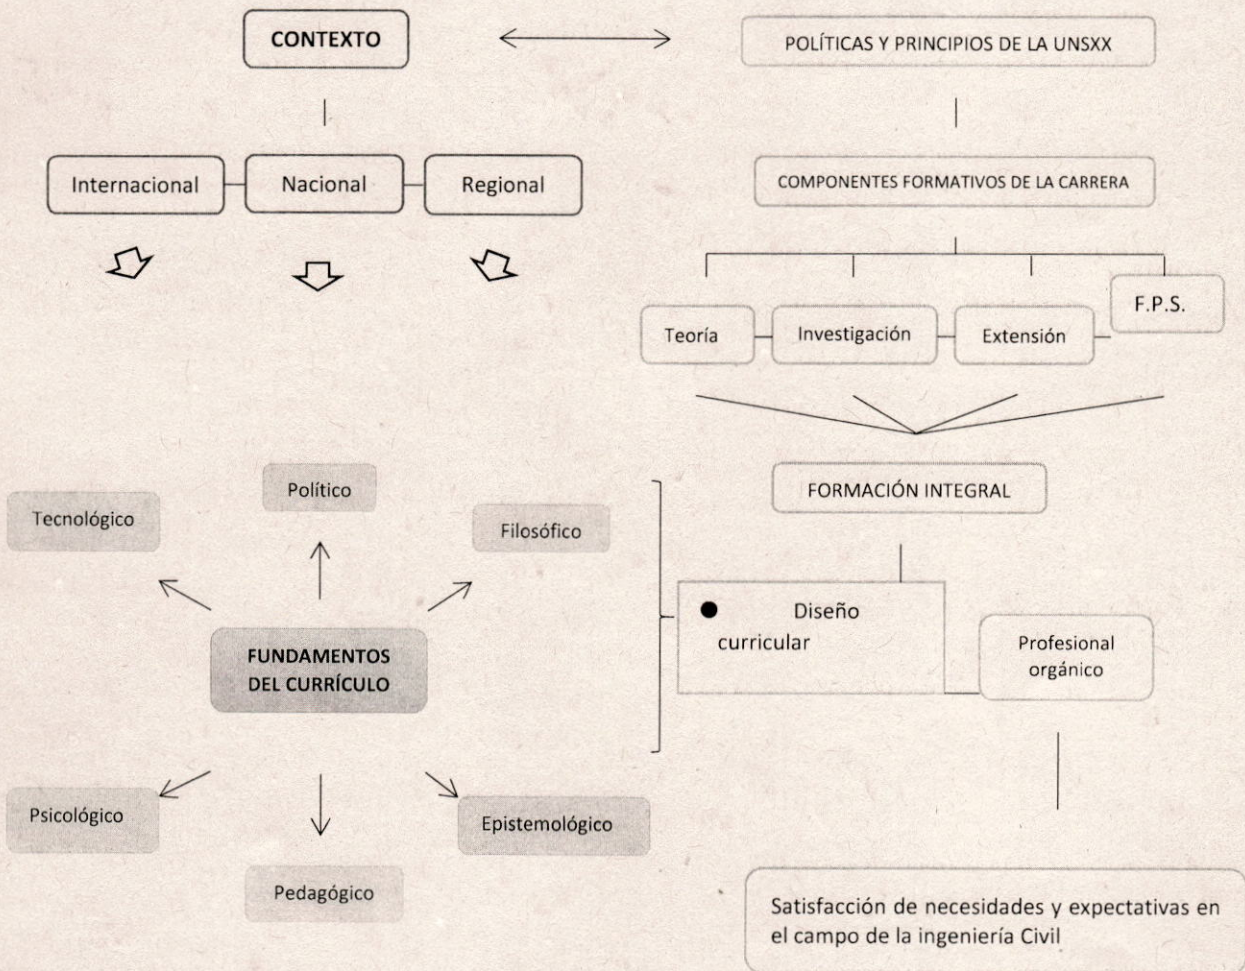 CONTEXTO
POLÍTICAS Y PRINCIPIOS DE LA UNSXX
Internacional
Nacional
Regional
COMPONENTES FORMATIVOS DE LA CARRERA
Teoría
Investigación
Extensión
F.P.S.
FORMACIÓN INTEGRAL
Tecnológico
Político
Filosófico
FUNDAMENTOS
DEL CURRÍCULO
Psicológico
Pedagógico
Epistemológico
● Diseño
curricular
Profesional
orgánico
Satisfacción de necesidades y expectativas en
el campo de la ingeniería Civil